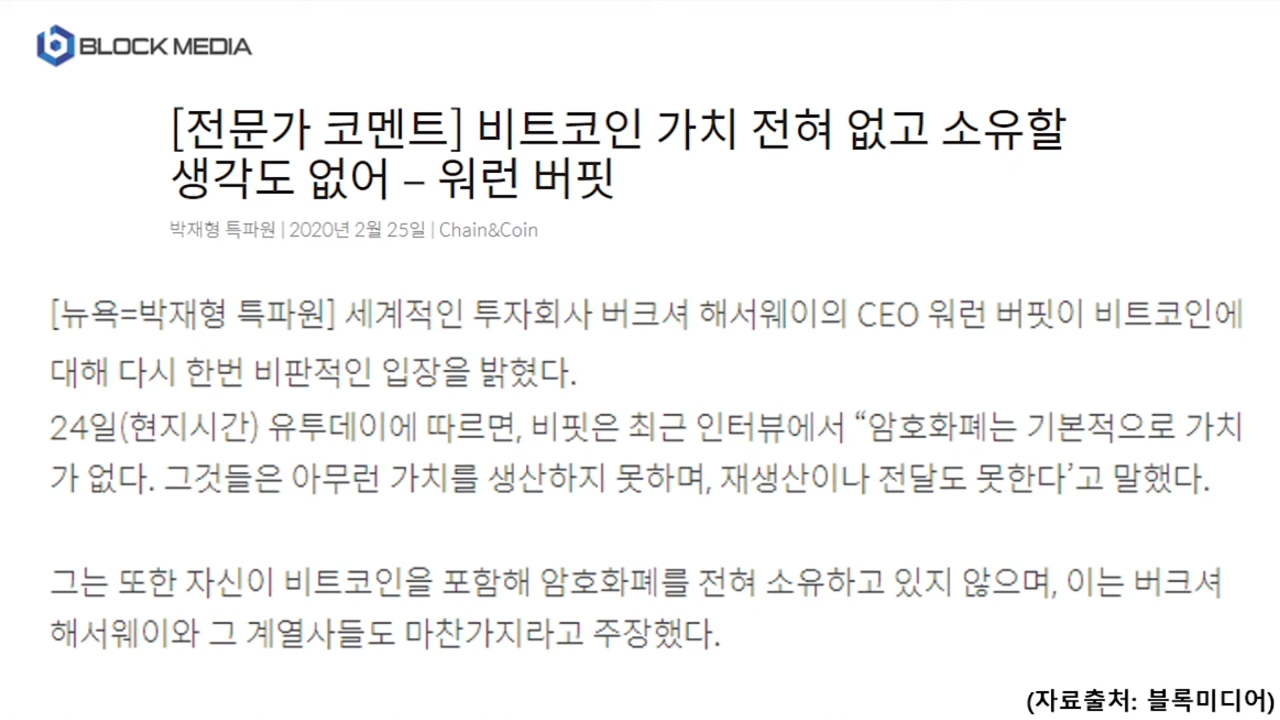 BLOCK MEDIA
[전문가 코멘트] 비트코인 가치 전혀 없고 소유할
생각도 없어 – 워런 버핏
박재형 특파원 | 2020년 2월 25일 | Chain&Coin
[뉴욕=박재형 특파원] 세계적인 투자회사 버크셔 해서웨이의 CEO 워런 버핏이 비트코인에
대해 다시 한번 비판적인 입장을 밝혔다.
24일(현지시간) 유투데이에 따르면, 비핏은 최근 인터뷰에서 “암호화폐는 기본적으로 가치
가 없다. 그것들은 아무런 가치를 생산하지 못하며, 재생산이나 전달도 못한다’고 말했다.
그는 또한 자신이 비트코인을 포함해 암호화폐를 전혀 소유하고 있지 않으며, 이는 버크셔
해서웨이와 그 계열사들도 마찬가지라고 주장했다.
(자료출처: 블록미디어)